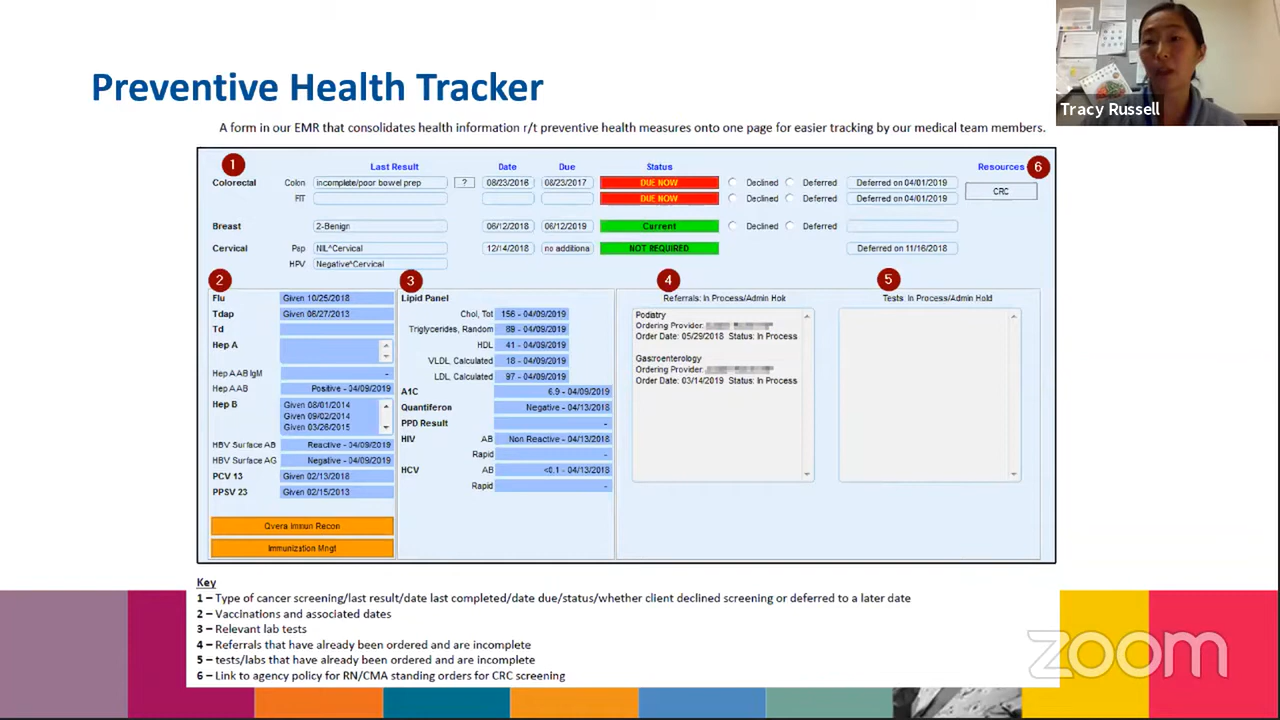 Tracy Russell
Preventive Health Tracker
A form in our EMR that consolidates health information r/t preventive health measures onto one page for easier tracking by our medical team members.
1 Last Result Date Due Status Resources 6
Colorectal Colon incomplete/poor bowel prep ? 08/23/2016 08/23/2017 DUE NOW Declined Deferred Deferred on 04/01/2019 CRC
FIT DUE NOW Declined Deferred Deferred on 04/01/2019
Breast 2-Benign 06/12/2018 06/12/2019 Current Declined Deferred
Cervical Pap NIL^Cervical 12/14/2018 no additiona NOT REQUIRED Deferred on 11/16/2018
HPV Negative^Cervical
2
Flu Given 10/25/2018
Tdap Given 06/27/2013
Td
Hep A
Hep A AB IgM -
Hep A AB Positive - 04/09/2019
Hep B Given 08/01/2014
Given 09/02/2014
Given 03/26/2015
HBV Surface AB Reactive - 04/09/2019
HBV Surface AG Negative - 04/09/2019
PCV 13 Given 02/13/2018
PPSV 23 Given 02/15/2013
Qvera Immun Recon
Immunization Mngt
3
Lipid Panel
Chol, Tot 156 - 04/09/2019
Triglycerides, Random 89 - 04/09/2019
HDL 41 - 04/09/2019
VLDL, Calculated 18 - 04/09/2019
LDL, Calculated 97 - 04/09/2019
A1C 6.9 - 04/09/2019
Quantiferon Negative - 04/13/2018
PPD Result -
HIV AB Non Reactive - 04/13/2018
Rapid -
HCV AB <0.1 - 04/13/2018
Rapid -
4
Referrals: In Process/Admin Hok
Podiatry
Ordering Provider:
Order Date: 05/29/2018 Status: In Process
Gastroenterology
Ordering Provider:
Order Date: 03/14/2019 Status: In Process
5
Tests: In Process/Admin Hold
Key
1 – Type of cancer screening/last result/date last completed/date due/status/whether client declined screening or deferred to a later date
2 – Vaccinations and associated dates
3 – Relevant lab tests
4 – Referrals that have already been ordered and are incomplete
5 – tests/labs that have already been ordered and are incomplete
6 – Link to agency policy for RN/CMA standing orders for CRC screening
zoom